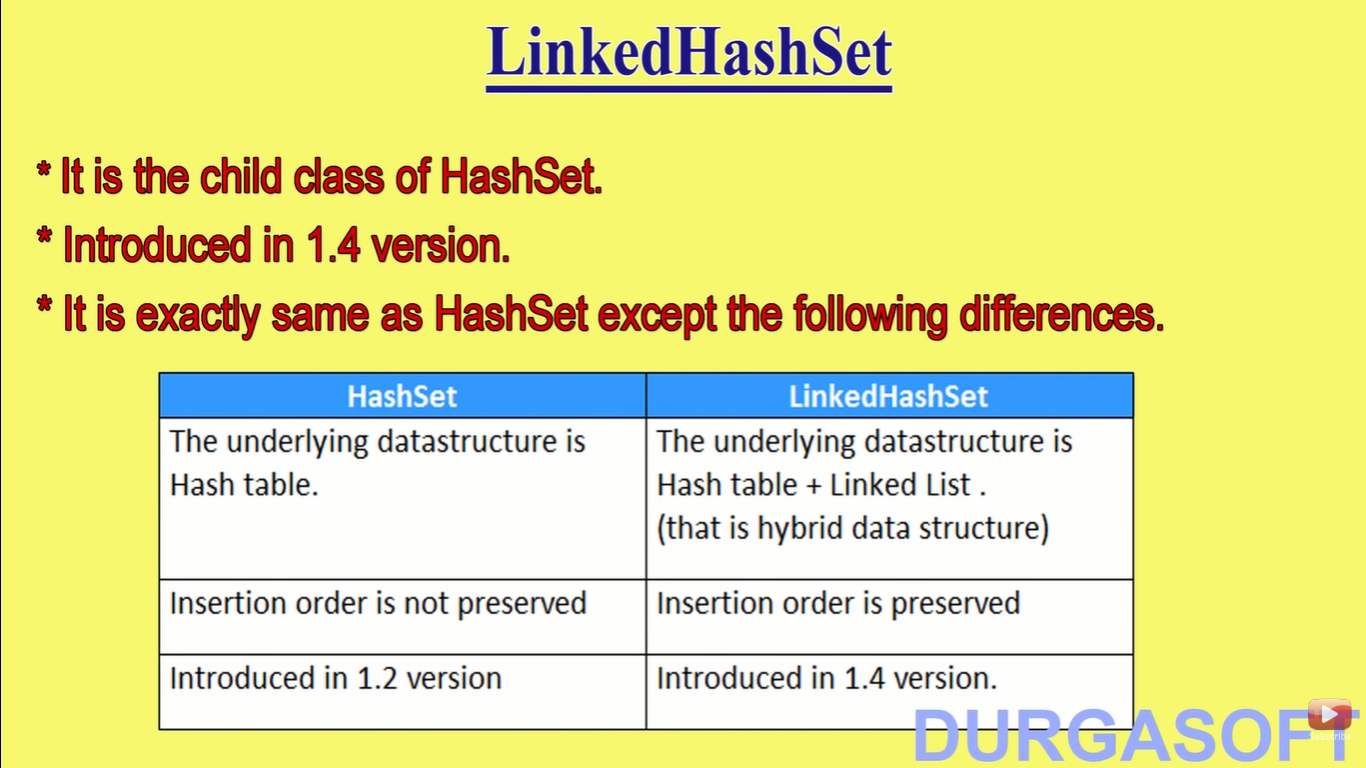 LinkedHashSet
* It is the child class of HashSet.
* Introduced in 1.4 version.
* It is exactly same as HashSet except the following differences.
HashSet
LinkedHashSet
The underlying datastructure is
Hash table.
The underlying datastructure is
Hash table + Linked List .
(that is hybrid data structure)
Insertion order is not preserved
Insertion order is preserved
Introduced in 1.2 version
Introduced in 1.4 version.
DURGASOFT
Subscribe